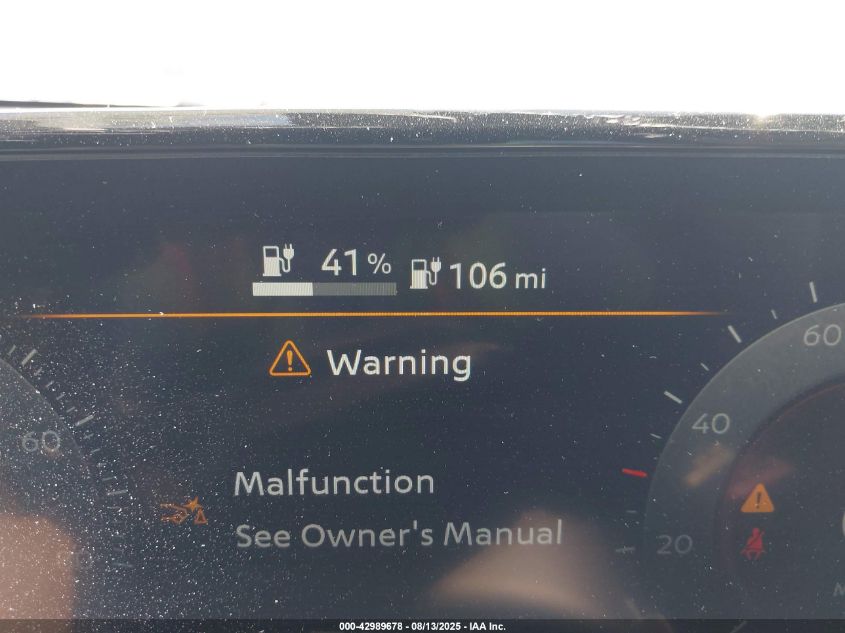 41%
106 mi
Warning
60
60
40
Malfunction
See Owner's Manual
20
000-42989678 - 08/13/2025 - IAA Inc.